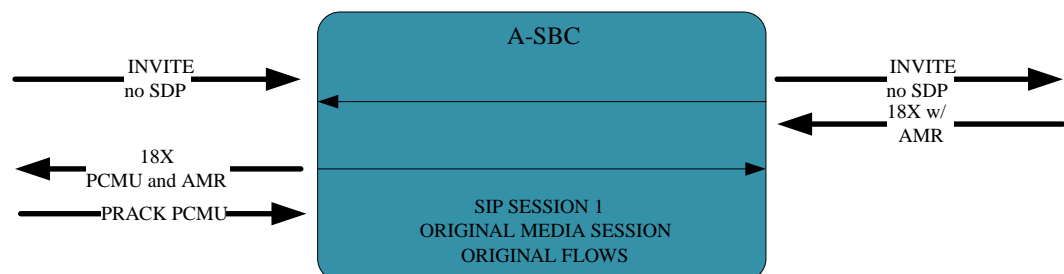 A-SBC
INVITE
no SDP
INVITE
no SDP
18X w/
AMR
18X
PCMU and AMR
PRACK PCMU
SIP SESSION 1
ORIGINAL MEDIA SESSION
ORIGINAL FLOWS